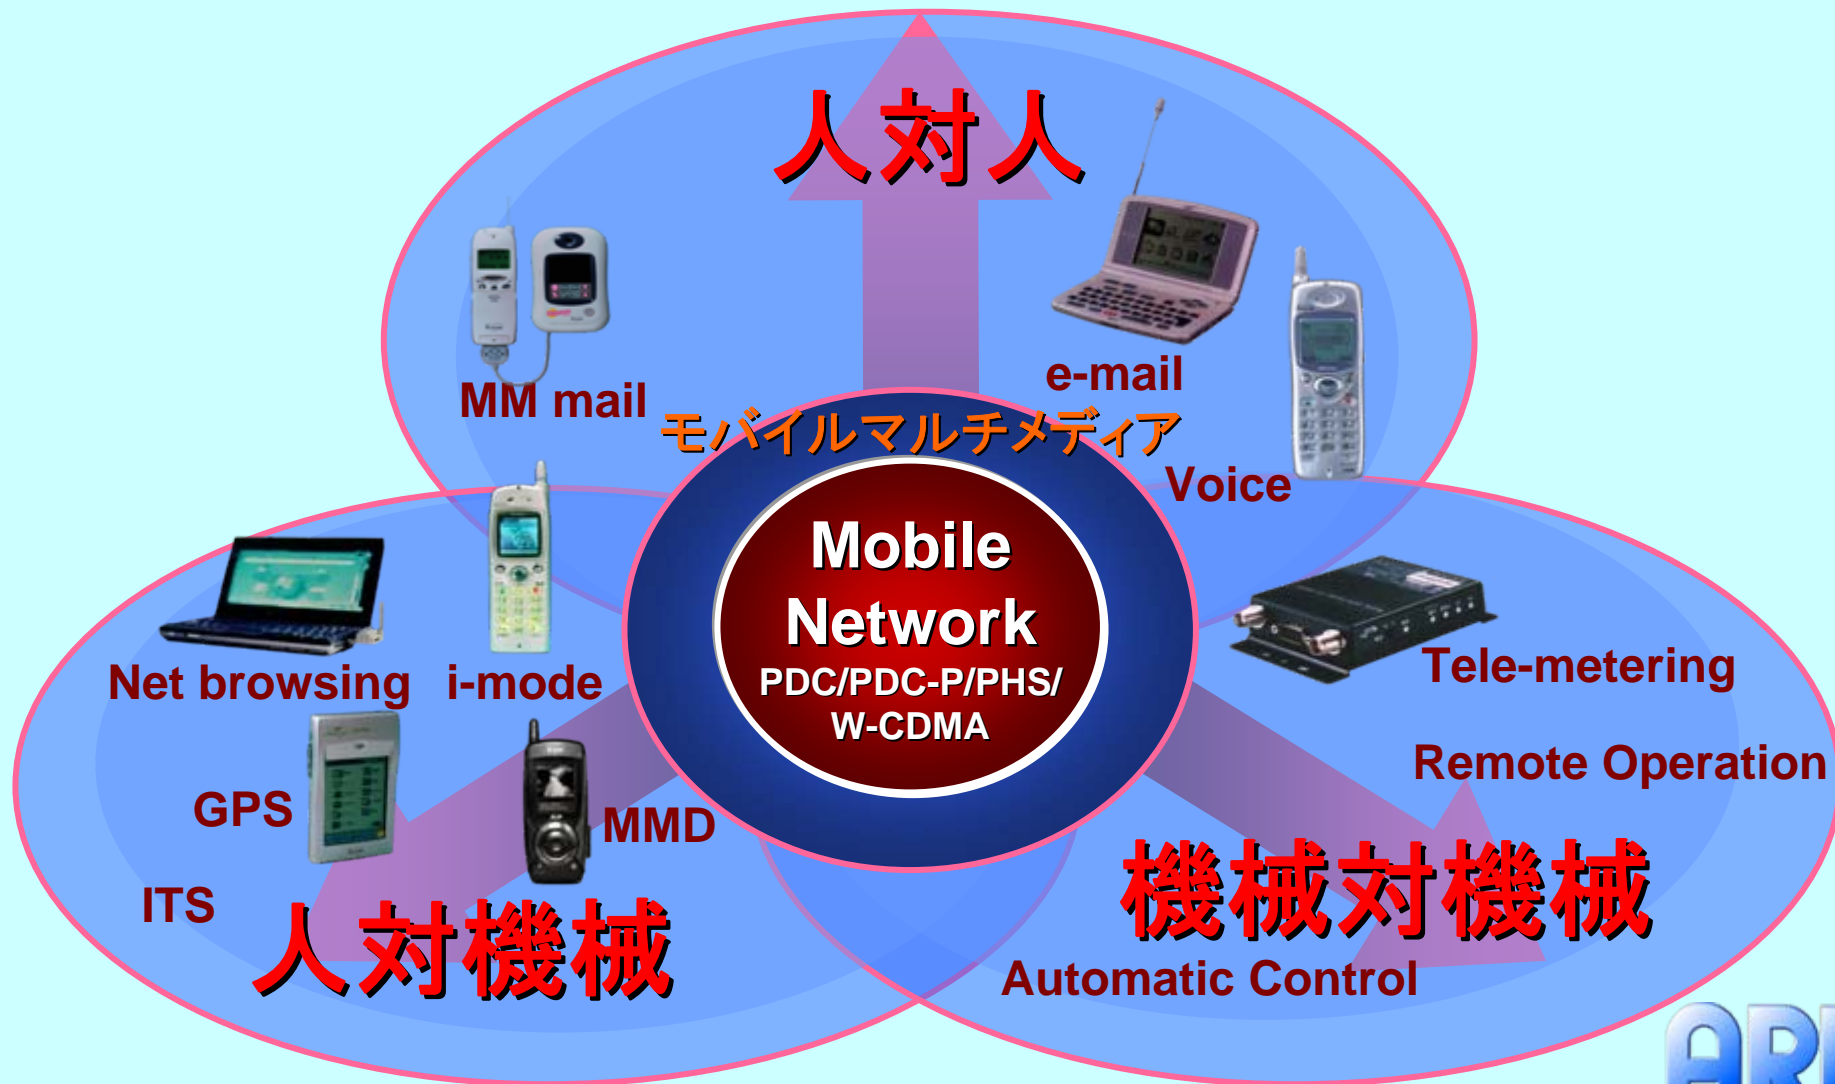 人対人
MM mail
e-mail
モバイルマルチメディア
Voice
Mobile
Network
PDC/PDC-P/PHS/
W-CDMA
Net browsing
i-mode
Tele-metering
Remote Operation
GPS
MMD
ITS
人対機械
機械対機械
Automatic Control